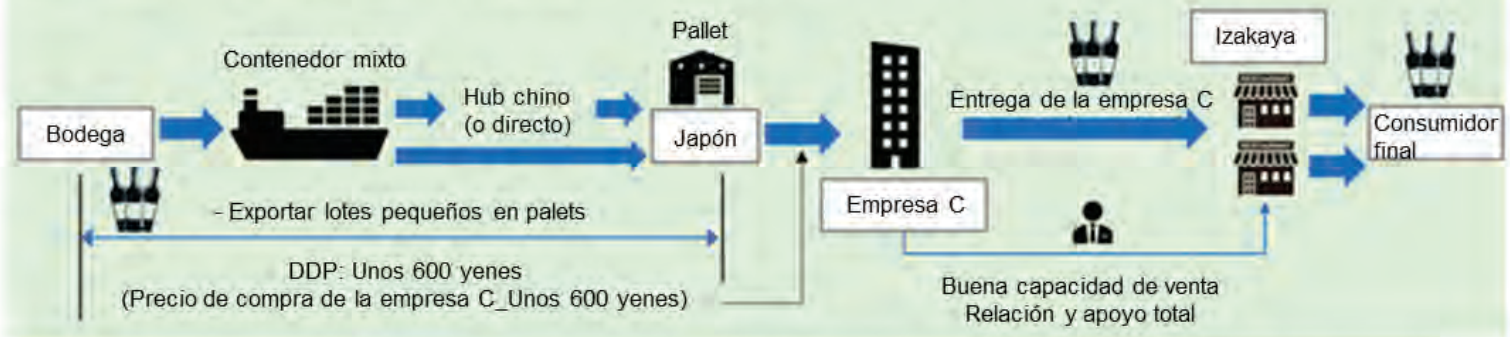 Pallet
Izakaya
Contenedor mixto
Hub chino
(o directo)
Entrega de la empresa C
Bodega
Japón
Consumidor
final
Empresa C
- Exportar lotes pequeños en palets
DDP: Unos 600 yenes
(Precio de compra de la empresa C_Unos 600 yenes)
Buena capacidad de venta
Relación y apoyo total